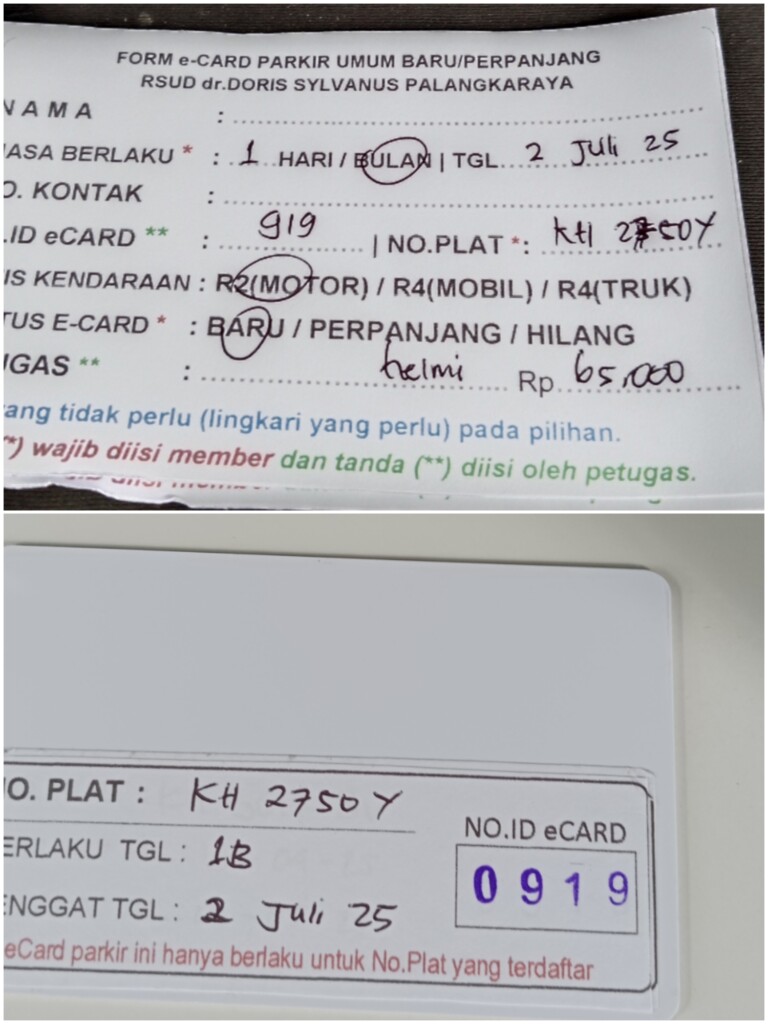 FORM e-CARD PARKIR UMUM BARU/PERPANJANG
RSUD dr.DORIS SYLVANUS PALANGKARAYA
NAMA :
ASA BERLAKU * : 1 HARI / BULAN | TGL 2 Juli 25
O. KONTAK :
.ID eCARD ** : 919 | NO.PLAT *: KH 2750Y
IS KENDARAAN : R2(MOTOR) / R4(MOBIL) / R4(TRUK)
TUS E-CARD * : BARU / PERPANJANG / HILANG
UGAS ** : helmi Rp 65,000
ang tidak perlu (lingkari yang perlu) pada pilihan.
*) wajib diisi member dan tanda (**) diisi oleh petugas.
O. PLAT : KH 2750Y
ERLAKU TGL : 1B
ENGGAT TGL : 2 Juli 25
NO.ID eCARD
0919
eCard parkir ini hanya berlaku untuk No.Plat yang terdaftar